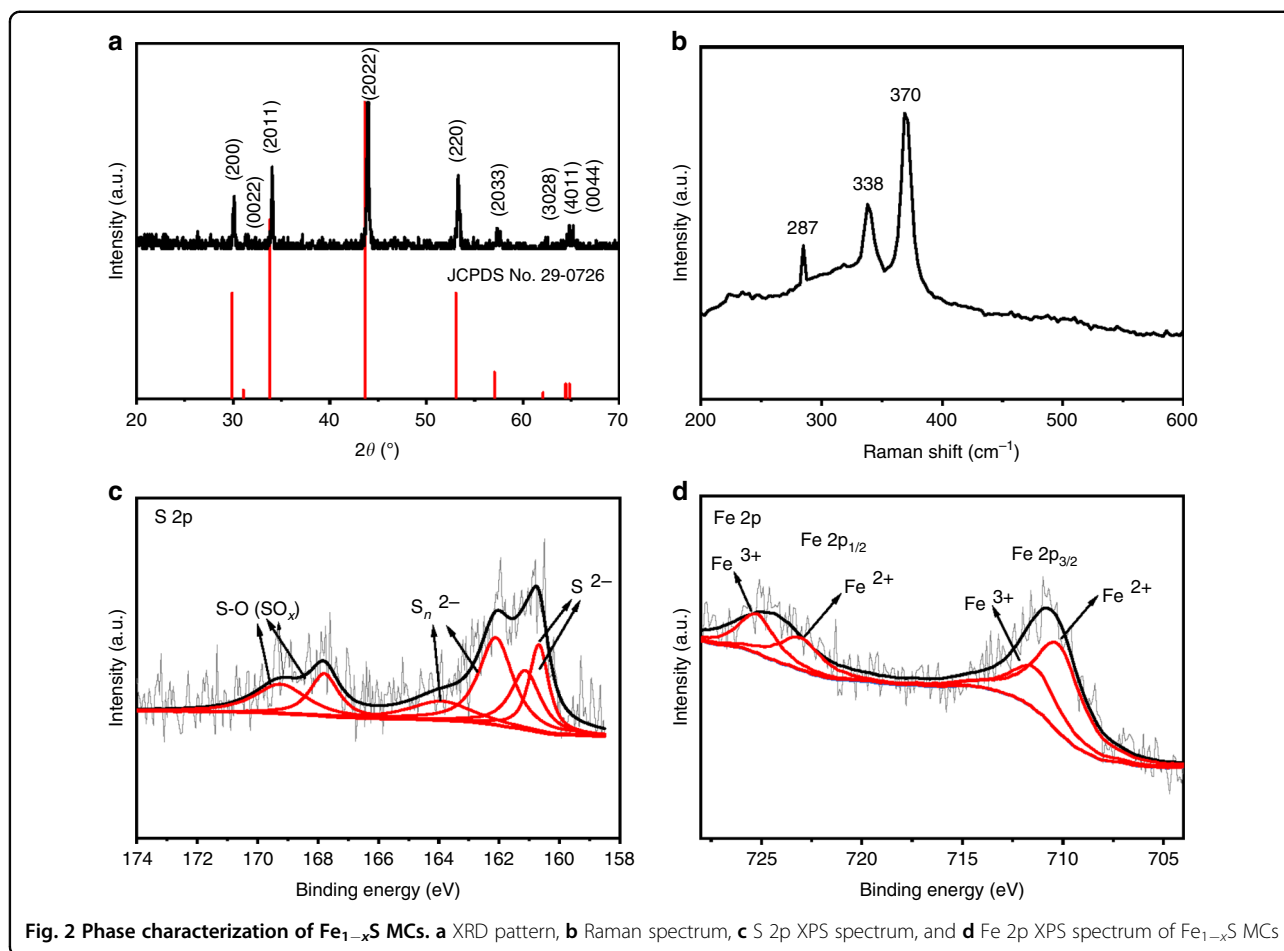 a
Intensity (a.u.)
(200)
(0022)
(2011)
(2022)
(220)
(2033)
(3028)
(4011)
(0044)
JCPDS No. 29-0726
20 30 40 50 60 70
2θ (°)
b
Intensity (a.u.)
287
338
370
200 300 400 500 600
Raman shift (cm⁻¹)
c
Intensity (a.u.)
S 2p
S-O (SOₓ)
Sₙ ²⁻
S ²⁻
174 172 170 168 166 164 162 160 158
Binding energy (eV)
d
Intensity (a.u.)
Fe 2p
Fe ³⁺
Fe 2p₁/₂
Fe ²⁺
Fe 2p₃/₂
Fe ³⁺
Fe ²⁺
725 720 715 710 705
Binding energy (eV)
Fig. 2 Phase characterization of Fe₁₋ₓS MCs. a XRD pattern, b Raman spectrum, c S 2p XPS spectrum, and d Fe 2p XPS spectrum of Fe₁₋ₓS MCs